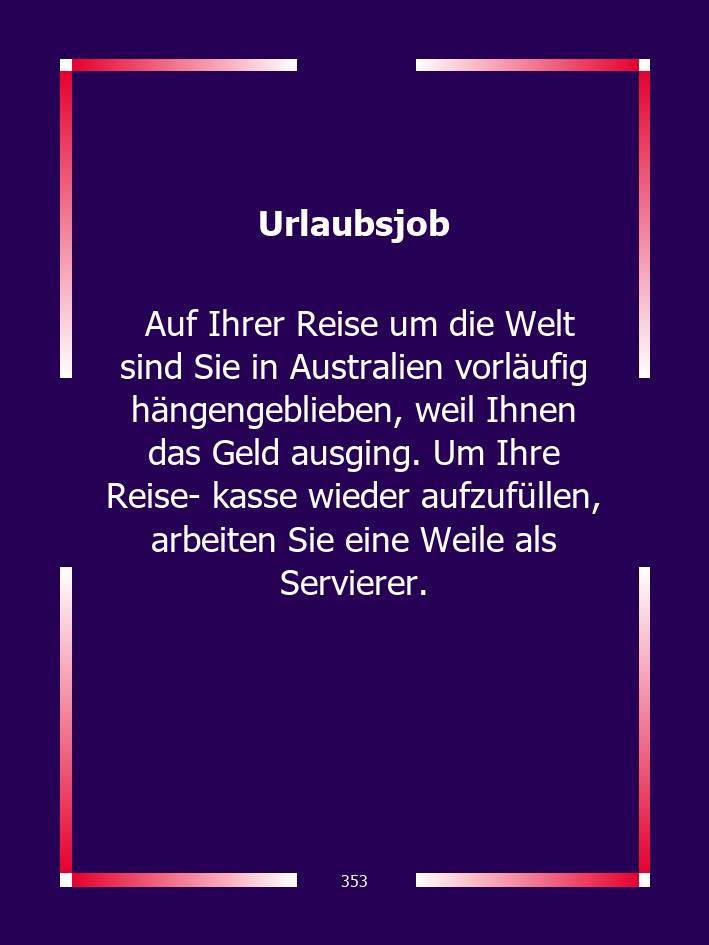 Urlaubsjob
Auf Ihrer Reise um die Welt
sind Sie in Australien vorläufig
hängengeblieben, weil Ihnen
das Geld ausging. Um Ihre
Reise- kasse wieder aufzufüllen,
arbeiten Sie eine Weile als
Servierer.
353